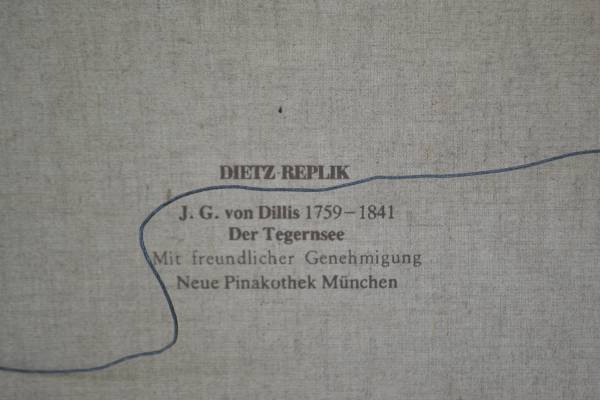 DIETZ REPLIK
J. G. von Dillis 1759–1841
Der Tegernsee
Mit freundlicher Genehmigung
Neue Pinakothek München